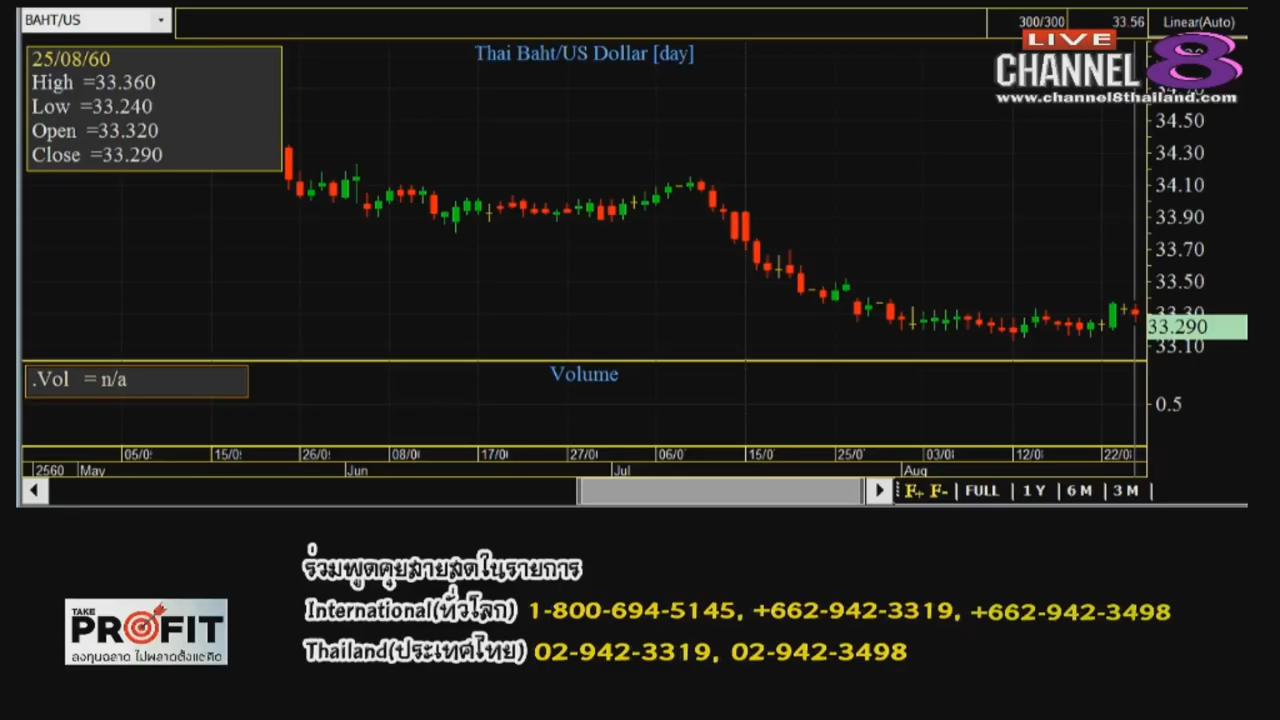 BAHT/US
300/300
33.56
Linear(Auto)
LIVE
CHANNEL 8
www.channel8thailand.com
Thai Baht/US Dollar [day]
25/08/60
High =33.360
Low =33.240
Open =33.320
Close =33.290
34.50
34.30
34.10
33.90
33.70
33.50
33.30
33.290
33.10
.Vol = n/a
Volume
0.5
05/0 15/0 26/0 08/0 17/0 27/0 06/0 15/0 25/0 03/0 12/0 22/0
2560 May Jun Jul Aug
F+ F- | FULL | 1 Y | 6 M | 3 M |
ร่วมพูดคุยสายสดในรายการ
International(ทั่วโลก) 1-800-694-5145, +662-942-3319, +662-942-3498
Thailand(ประเทศไทย) 02-942-3319, 02-942-3498
TAKE
PROFIT
ลงทุนฉลาด ไม่พลาดตั้งแต่คิด